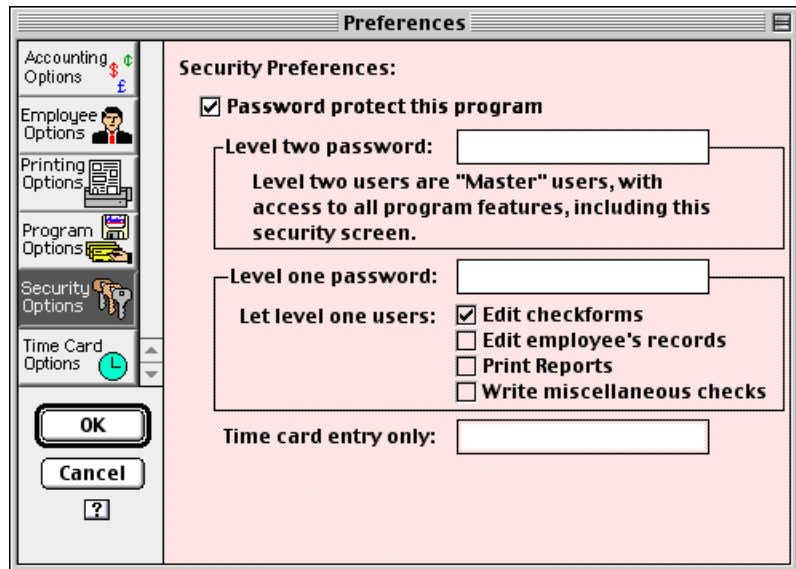 Preferences
Accounting
Options
$ ¢
£
Employee
Options
Printing
Options
Program
Options
Security
Options
Time Card
Options
OK
Cancel
?
Security Preferences:
Password protect this program
Level two password:
Level two users are "Master" users, with
access to all program features, including this
security screen.
Level one password:
Let level one users:
Edit checkforms
Edit employee's records
Print Reports
Write miscellaneous checks
Time card entry only: